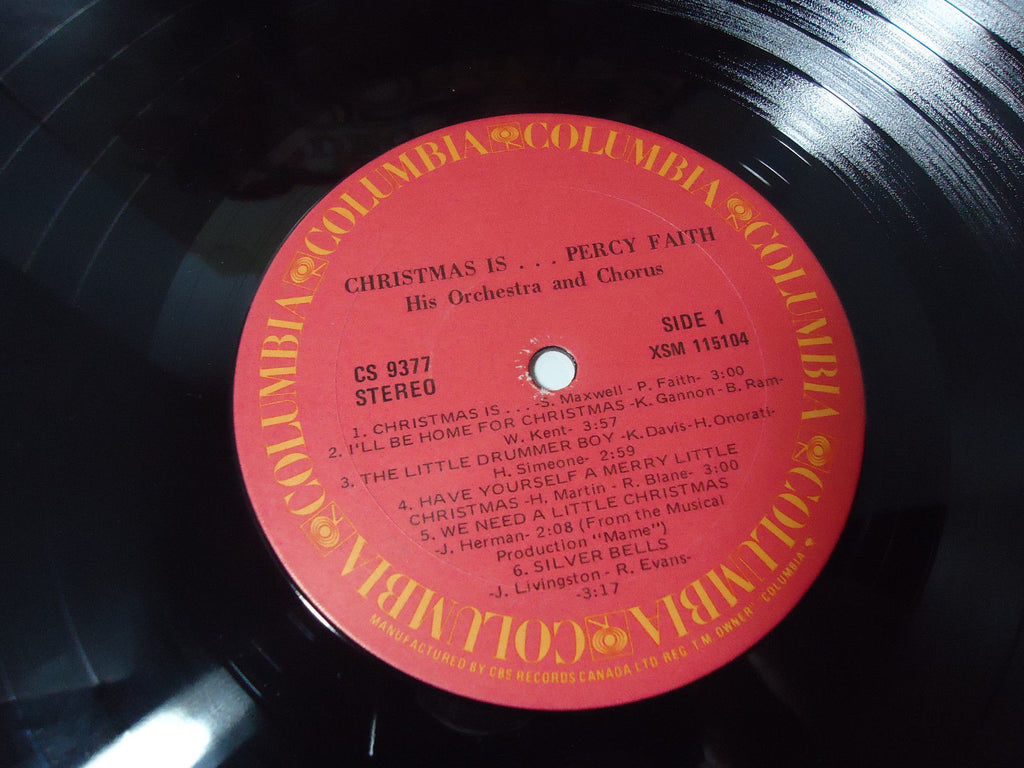 CHRISTMAS IS . . . PERCY FAITH
His Orchestra and Chorus
CS 9377
STEREO
SIDE 1
XSM 115104
1. CHRISTMAS IS . . . -S. Maxwell - P. Faith- 3:00
2. I'LL BE HOME FOR CHRISTMAS -K. Gannon - B. Ram-
W. Kent- 3:57
3. THE LITTLE DRUMMER BOY -K. Davis - H. Onorati-
H. Simeone- 2:59
4. HAVE YOURSELF A MERRY LITTLE
CHRISTMAS -H. Martin - R. Blane- 3:00
5. WE NEED A LITTLE CHRISTMAS
-J. Herman- 2:08 (From the Musical
Production "Mame")
6. SILVER BELLS
-J. Livingston - R. Evans-
-3:17
COLUMBIA COLUMBIA COLUMBIA COLUMBIA COLUMBIA COLUMBIA
MANUFACTURED BY CBS RECORDS CANADA LTD REG. T.M. OWNER "COLUMBIA"